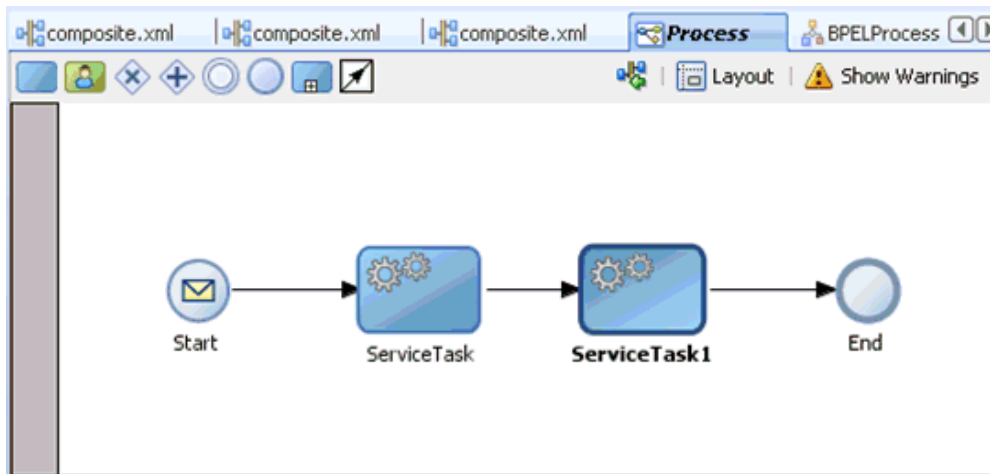 composite.xml composite.xml composite.xml Process BPELProcess
Layout Show Warnings
Start ServiceTask ServiceTask1 End